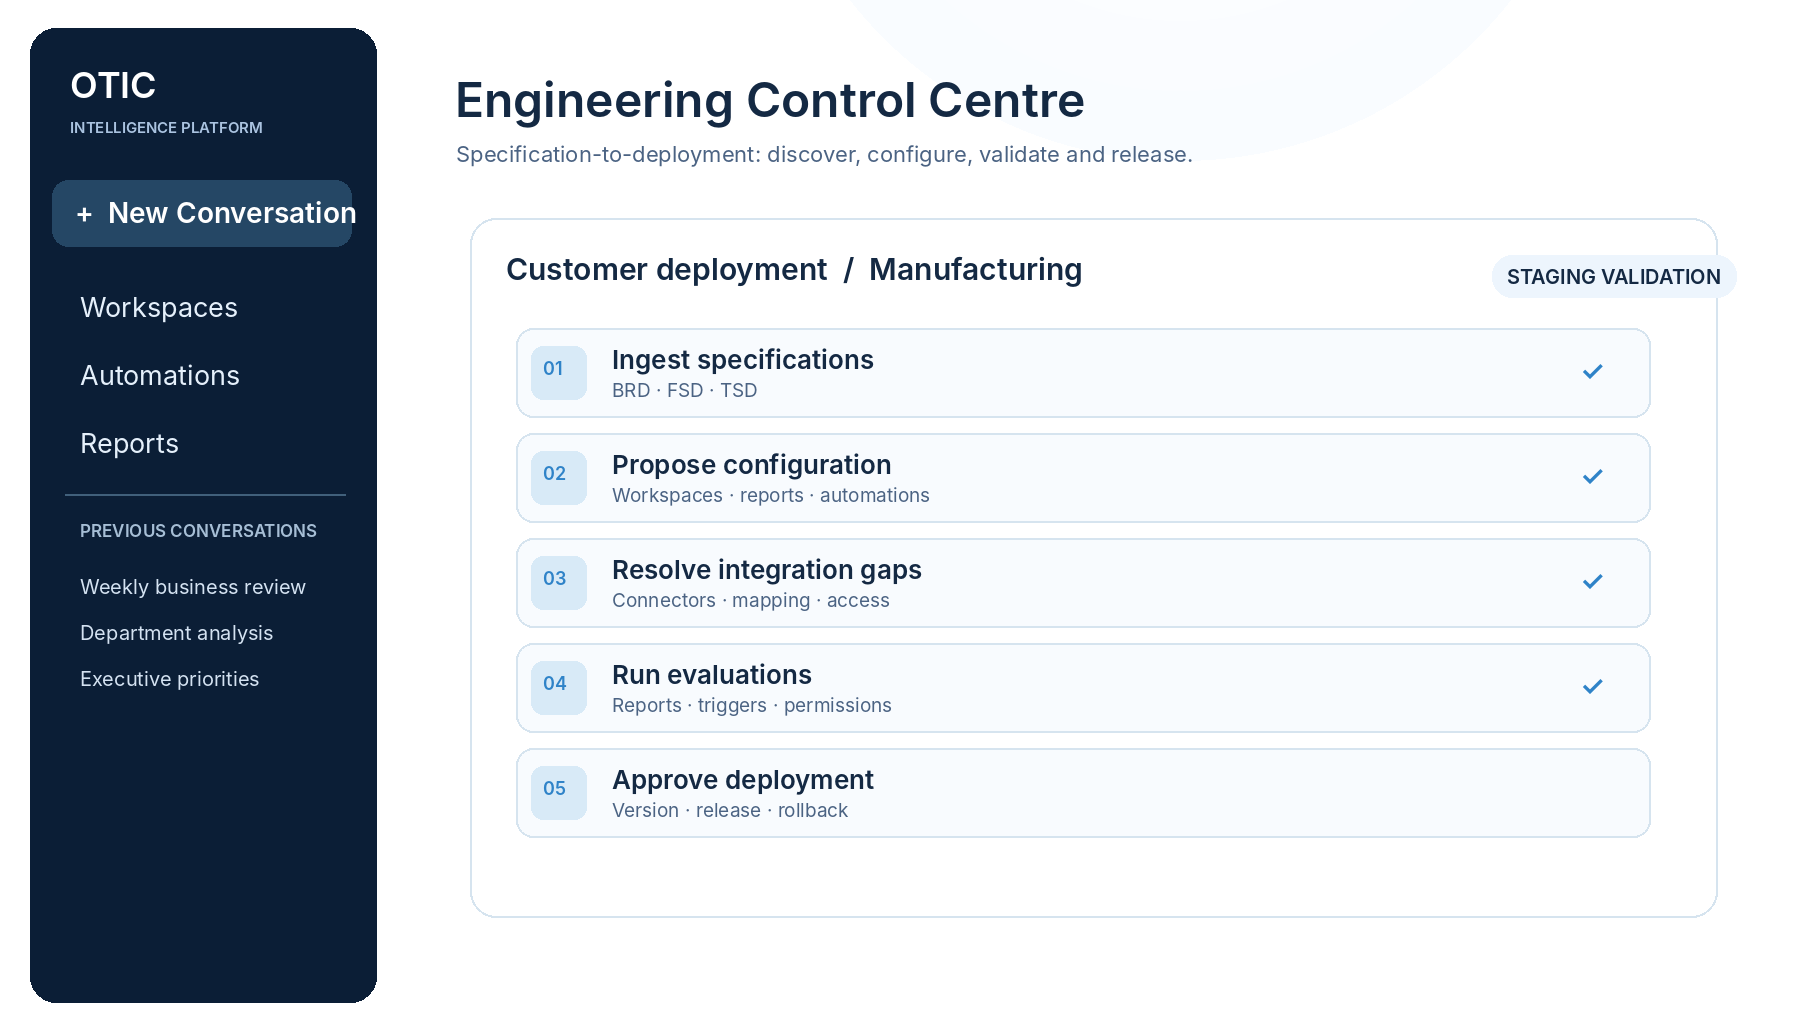 OTIC
INTELLIGENCE PLATFORM
+ New Conversation
Workspaces
Automations
Reports
PREVIOUS CONVERSATIONS
Weekly business review
Department analysis
Executive priorities
Engineering Control Centre
Specification-to-deployment: discover, configure, validate and release.
Customer deployment / Manufacturing
STAGING VALIDATION
01
Ingest specifications
BRD · FSD · TSD
02
Propose configuration
Workspaces · reports · automations
03
Resolve integration gaps
Connectors · mapping · access
04
Run evaluations
Reports · triggers · permissions
05
Approve deployment
Version · release · rollback